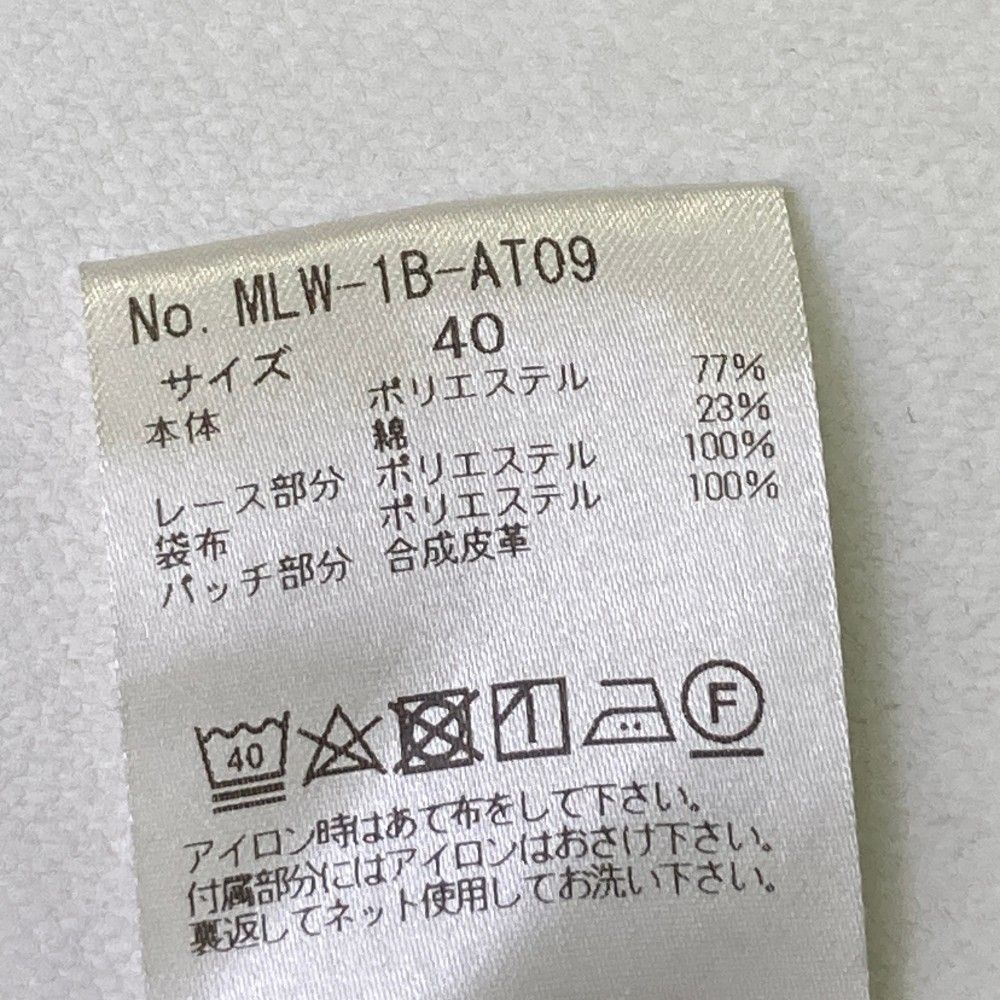 No. MLW-1B-AT09
サイズ 40
本体 ポリエステル 77%
綿 23%
レース部分 ポリエステル 100%
袋布 ポリエステル 100%
パッチ部分 合成皮革
40 F
アイロン時はあて布をして下さい。
付属部分にはアイロンはおさけ下さい。
裏返してネット使用してお洗い下さい。